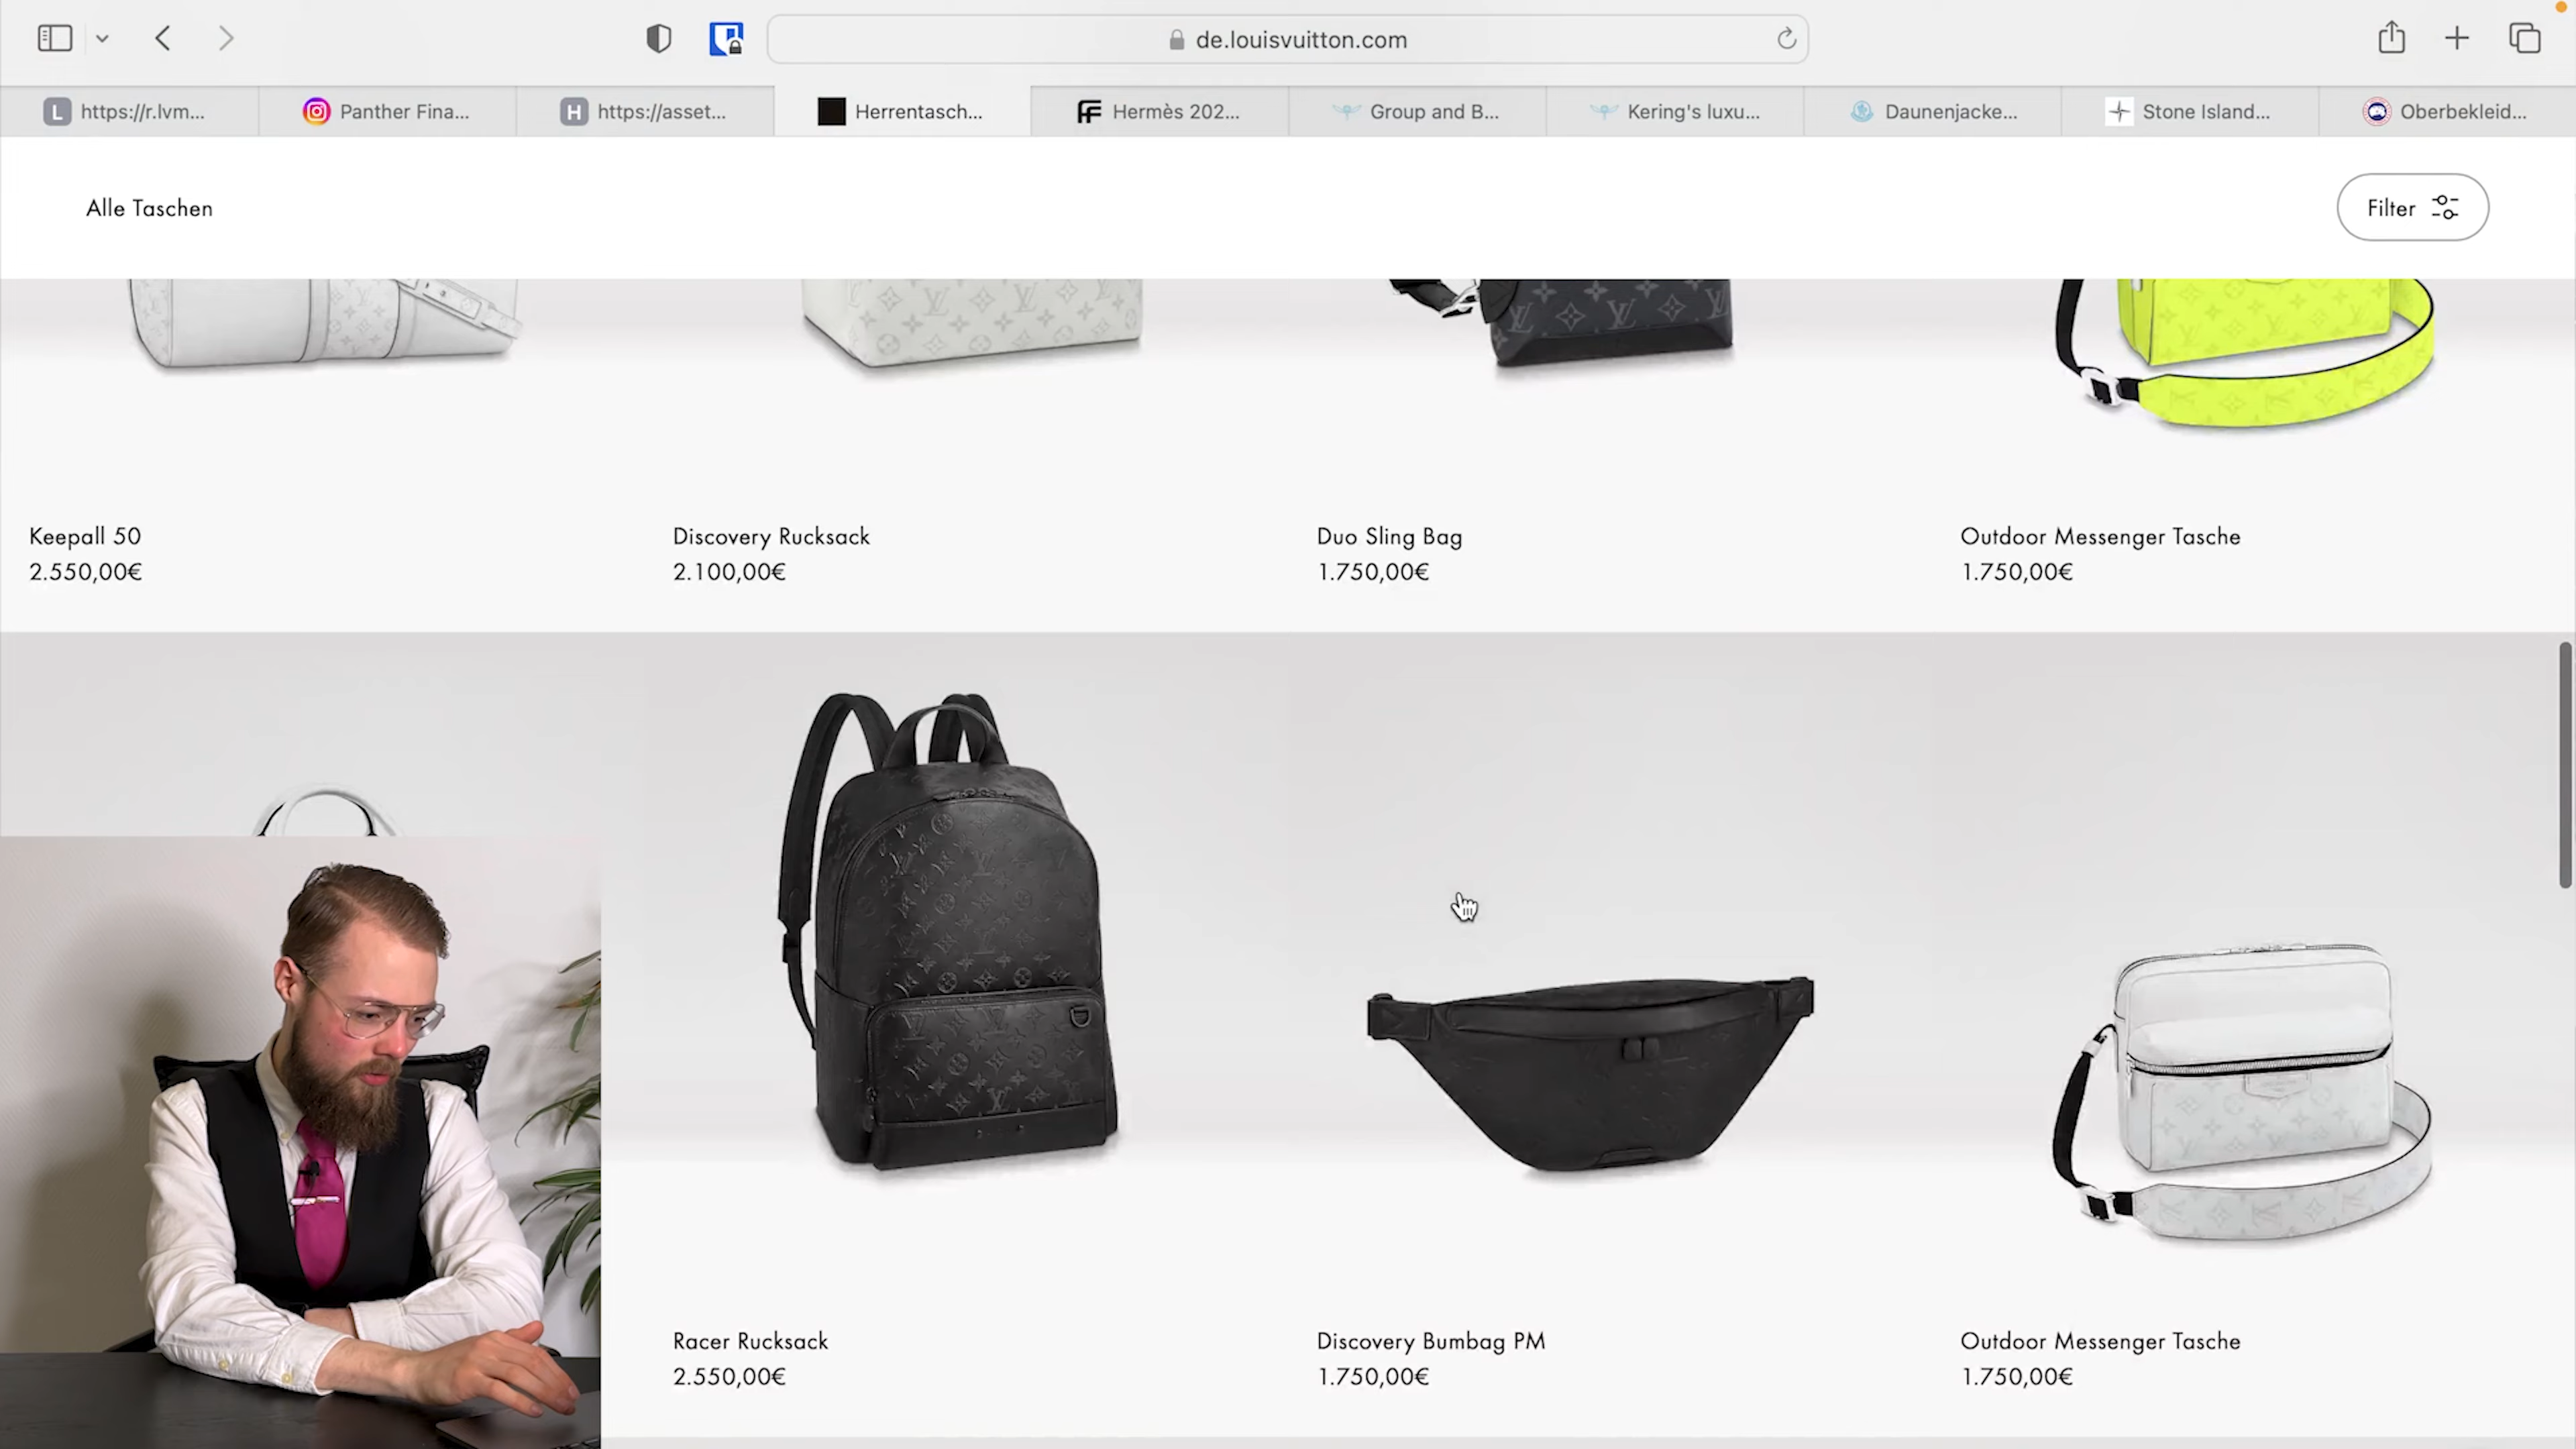 de.louisvuitton.com
L https://r.lvm...
Panther Fina...
H https://asset...
Herrentasch...
Hermès 202...
Group and B...
Kering's luxu...
Daunenjacke...
Stone Island...
Oberbekleid...
Alle Taschen
Filter
Keepall 50
2.550,00€
Discovery Rucksack
2.100,00€
Duo Sling Bag
1.750,00€
Outdoor Messenger Tasche
1.750,00€
Racer Rucksack
2.550,00€
Discovery Bumbag PM
1.750,00€
Outdoor Messenger Tasche
1.750,00€